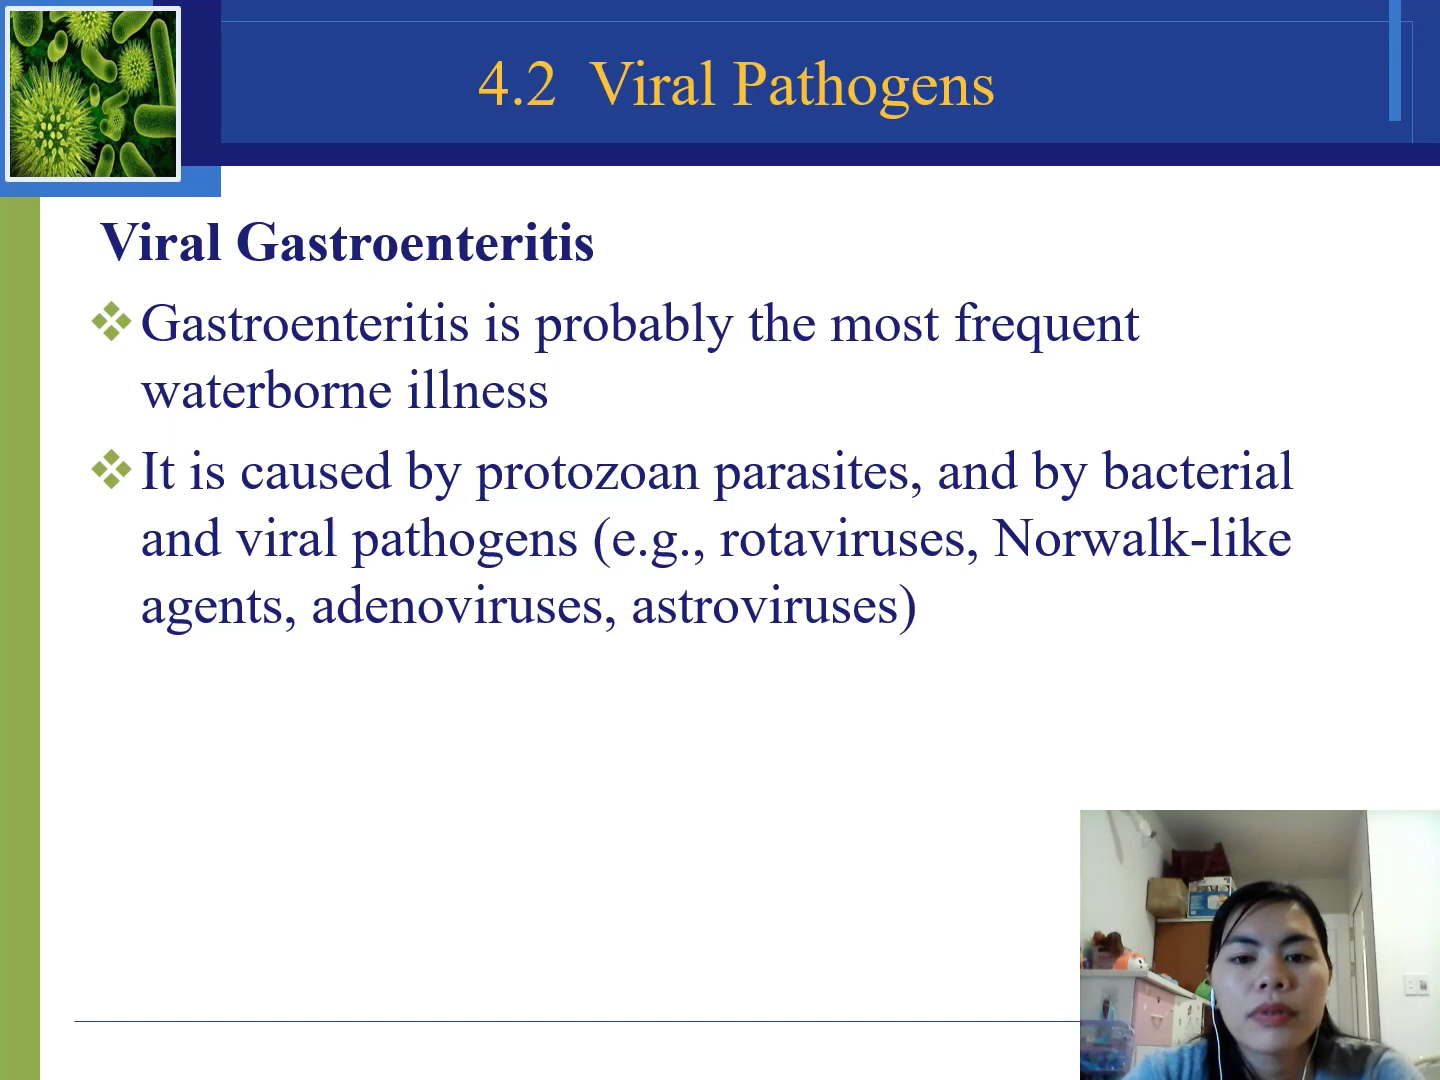 4.2 Viral Pathogens
Viral Gastroenteritis
Gastroenteritis is probably the most frequent
waterborne illness
It is caused by protozoan parasites, and by bacterial
and viral pathogens (e.g., rotaviruses, Norwalk-like
agents, adenoviruses, astroviruses)